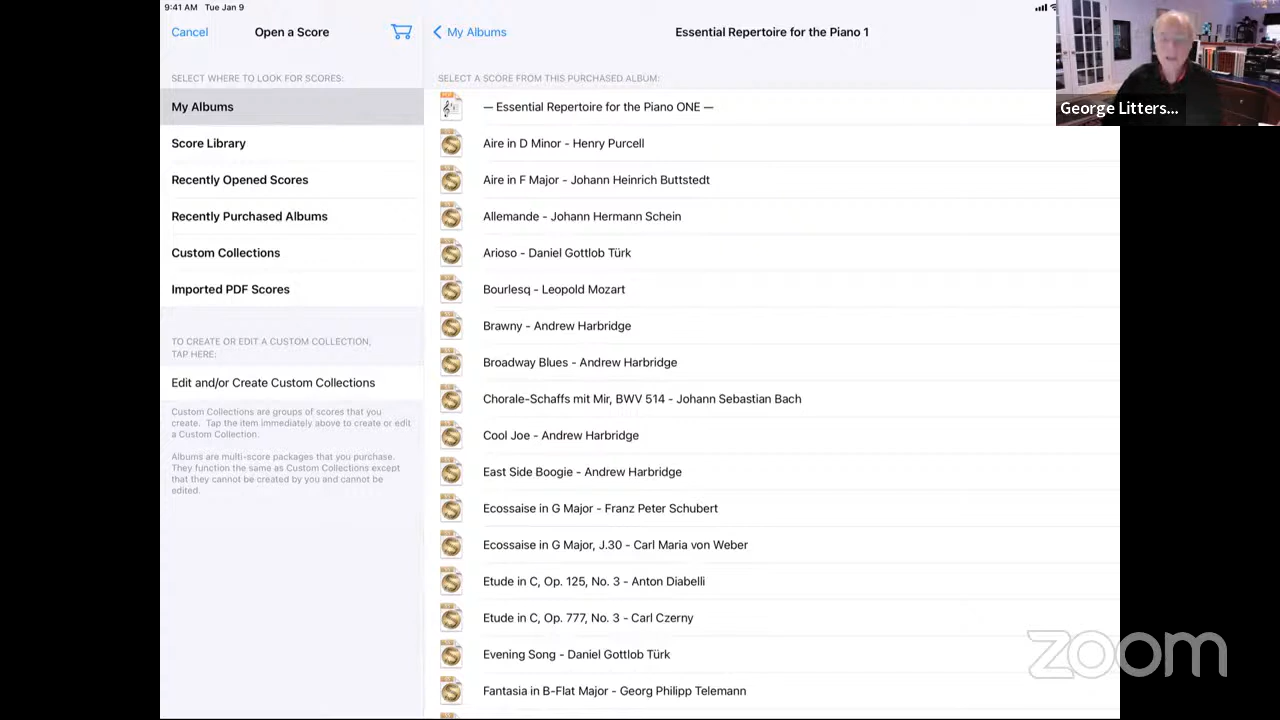 9:41 AM Tue Jan 9
Cancel
Open a Score
SELECT WHERE TO LOOK FOR SCORES:
My Albums
Score Library
Recently Opened Scores
Recently Purchased Albums
Custom Collections
Imported PDF Scores
TO CREATE OR EDIT A CUSTOM COLLECTION,
TAP HERE:
Edit and/or Create Custom Collections
Custom Collections are groups of scores that you
create. Tap the item immediately above to create or edit
a Custom Collection.
Albums are multi-score packages that you purchase.
They function the same as Custom Collections except
that they cannot be created by you and cannot be
edited.
My Albums
Essential Repertoire for the Piano 1
SELECT A SCORE FROM THIS PURCHASED ALBUM:
— Essential Repertoire for the Piano ONE —
Aire in D Minor - Henry Purcell
Aire in F Major - Johann Heinrich Buttstedt
Allemande - Johann Hermann Schein
Arioso - Daniel Gottlob Türk
Bourlesq - Leopold Mozart
Brawny - Andrew Harbridge
Broadway Blues - Andrew Harbridge
Chorale-Schaffs mit Mir, BWV 514 - Johann Sebastian Bach
Cool Joe - Andrew Harbridge
East Side Boogie - Andrew Harbridge
Ecossaise in G Major - Franz Peter Schubert
Ecossaise in G Major, J.30 - Carl Maria von Weber
Etude in C, Op. 125, No. 3 - Anton Diabelli
Etude in C, Op. 777, No. 3 - Carl Czerny
Evening Song - Daniel Gottlob Türk
Fantasia in B-Flat Major - Georg Philipp Telemann
George Litters...
zoom